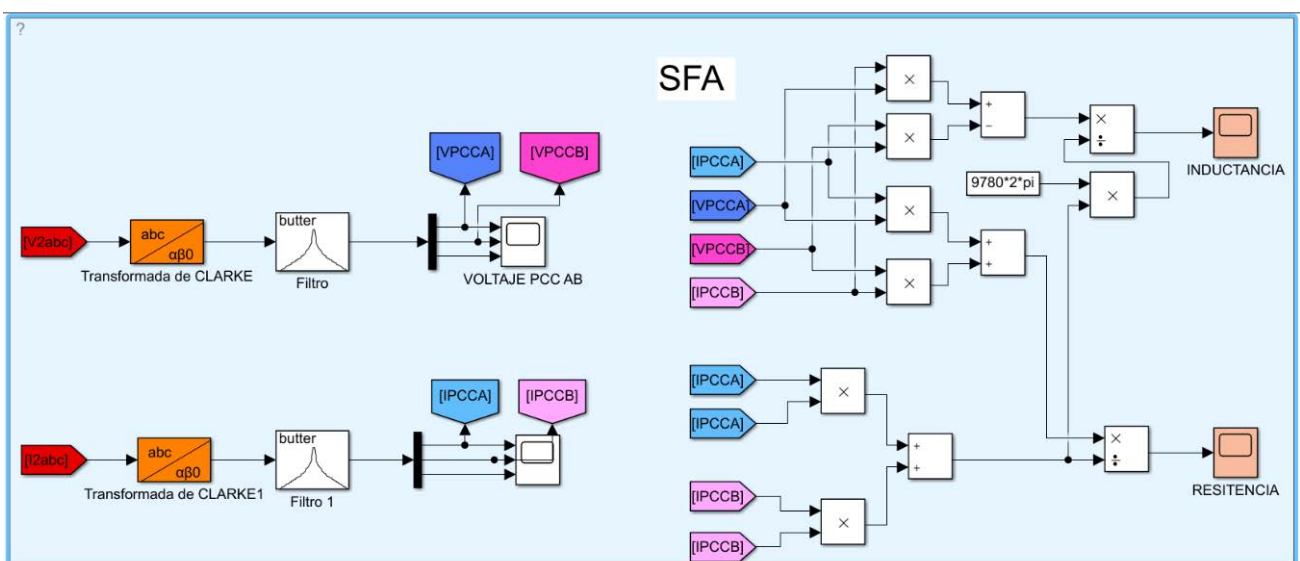 ?
SFA
[VPCCA]
[VPCCB]
[V2abc]
abc
αβ0
Transformada de CLARKE
butter
Filtro
VOLTAJE PCC AB
[IPCCA]
[IPCCB]
[I2abc]
abc
αβ0
Transformada de CLARKE1
butter
Filtro 1
[IPCCA]
[VPCCA]
[VPCCB]
[IPCCB]
×
×
×
×
+
−
+
+
×
÷
9780*2*pi
×
INDUCTANCIA
[IPCCA]
[IPCCA]
×
[IPCCB]
[IPCCB]
×
+
+
×
÷
RESITENCIA